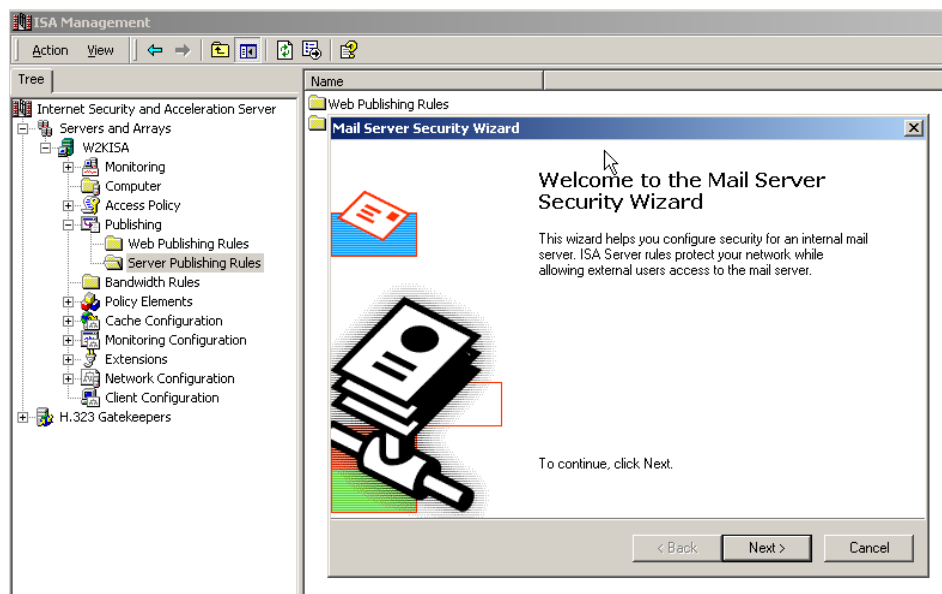 ISA Management
Action View
Tree
Name
Internet Security and Acceleration Server
Servers and Arrays
W2KISA
Monitoring
Computer
Access Policy
Publishing
Web Publishing Rules
Server Publishing Rules
Bandwidth Rules
Policy Elements
Cache Configuration
Monitoring Configuration
Extensions
Network Configuration
Client Configuration
H.323 Gatekeepers
Web Publishing Rules
Mail Server Security Wizard
Welcome to the Mail Server
Security Wizard
This wizard helps you configure security for an internal mail
server. ISA Server rules protect your network while
allowing external users access to the mail server.
To continue, click Next.
< Back Next > Cancel